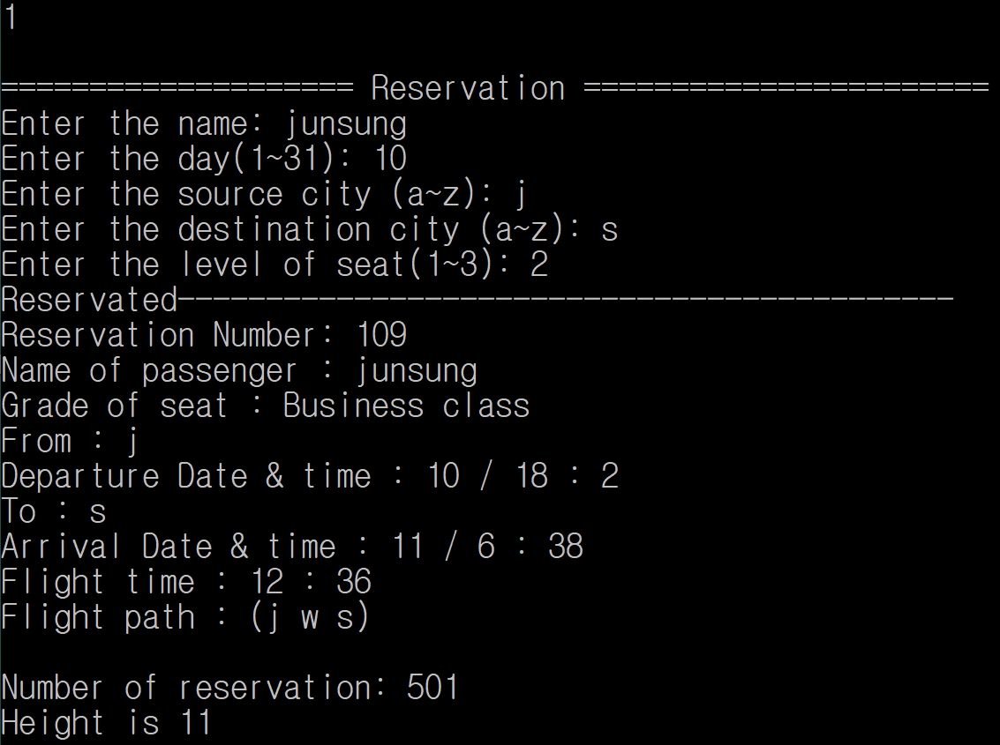 1
==================== Reservation =======================
Enter the name: junsung
Enter the day(1~31): 10
Enter the source city (a~z): j
Enter the destination city (a~z): s
Enter the level of seat(1~3): 2
Reservated--------------------------------------------
Reservation Number: 109
Name of passenger : junsung
Grade of seat : Business class
From : j
Departure Date & time : 10 / 18 : 2
To : s
Arrival Date & time : 11 / 6 : 38
Flight time : 12 : 36
Flight path : (j w s)
Number of reservation: 501
Height is 11